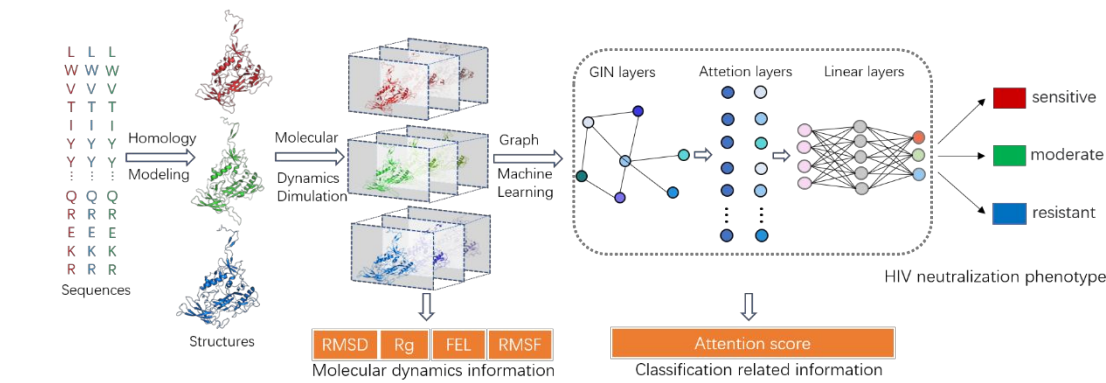 L L L
W W W
V V V
T T T
I I I
Y Y Y
Y Y Y
Q Q Q
R R R
E E E
K K K
R R R
Sequences
Homology
Modeling
Structures
Molecular
Dynamics
Dimulation
RMSD Rg FEL RMSF
Molecular dynamics information
Graph
Machine
Learning
GIN layers
Attetion layers
Linear layers
Attention score
Classification related information
sensitive
moderate
resistant
HIV neutralization phenotype